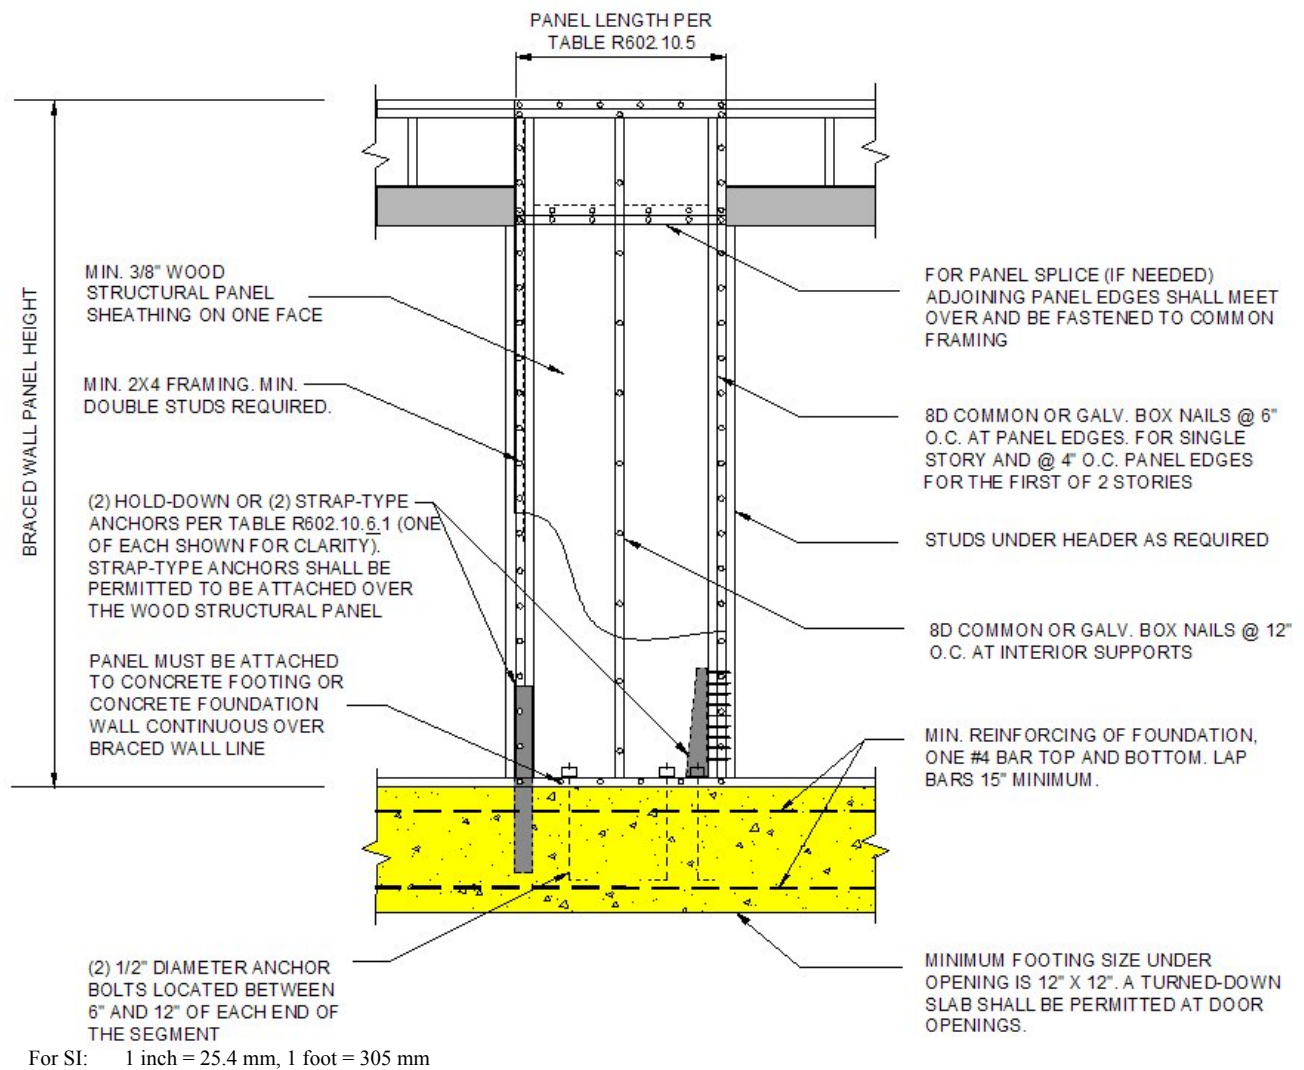 PANEL LENGTH PER
TABLE R602.10.5
BRACED WALL PANEL HEIGHT
MIN. 3/8" WOOD
STRUCTURAL PANEL
SHEATHING ON ONE FACE
MIN. 2X4 FRAMING. MIN.
DOUBLE STUDS REQUIRED.
(2) HOLD-DOWN OR (2) STRAP-TYPE
ANCHORS PER TABLE R602.10.6.1 (ONE
OF EACH SHOWN FOR CLARITY).
STRAP-TYPE ANCHORS SHALL BE
PERMITTED TO BE ATTACHED OVER
THE WOOD STRUCTURAL PANEL
PANEL MUST BE ATTACHED
TO CONCRETE FOOTING OR
CONCRETE FOUNDATION
WALL CONTINUOUS OVER
BRACED WALL LINE
(2) 1/2" DIAMETER ANCHOR
BOLTS LOCATED BETWEEN
6" AND 12" OF EACH END OF
THE SEGMENT
FOR PANEL SPLICE (IF NEEDED)
ADJOINING PANEL EDGES SHALL MEET
OVER AND BE FASTENED TO COMMON
FRAMING
8D COMMON OR GALV. BOX NAILS @ 6"
O.C. AT PANEL EDGES. FOR SINGLE
STORY AND @ 4" O.C. PANEL EDGES
FOR THE FIRST OF 2 STORIES
STUDS UNDER HEADER AS REQUIRED
8D COMMON OR GALV. BOX NAILS @ 12"
O.C. AT INTERIOR SUPPORTS
MIN. REINFORCING OF FOUNDATION,
ONE #4 BAR TOP AND BOTTOM. LAP
BARS 15" MINIMUM.
MINIMUM FOOTING SIZE UNDER
OPENING IS 12" X 12". A TURNED-DOWN
SLAB SHALL BE PERMITTED AT DOOR
OPENINGS.
For SI: 1 inch = 25.4 mm, 1 foot = 305 mm